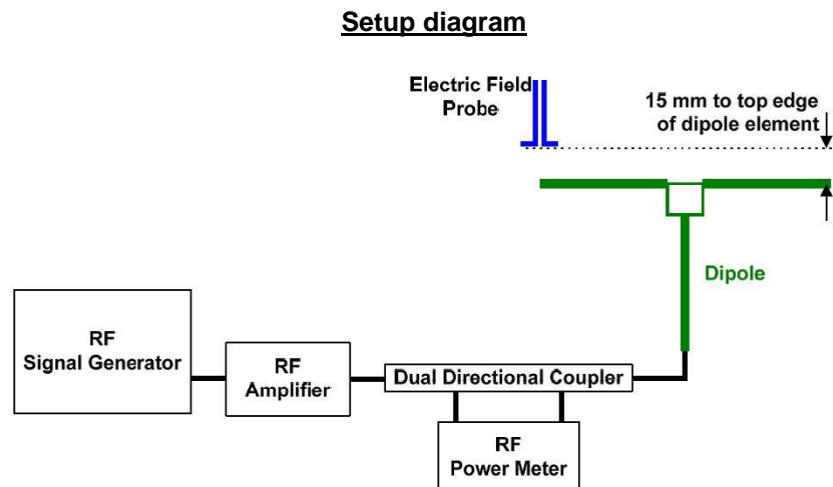 Setup diagram
Electric Field
Probe
15 mm to top edge
of dipole element
Dipole
RF
Signal Generator
RF
Amplifier
Dual Directional Coupler
RF
Power Meter